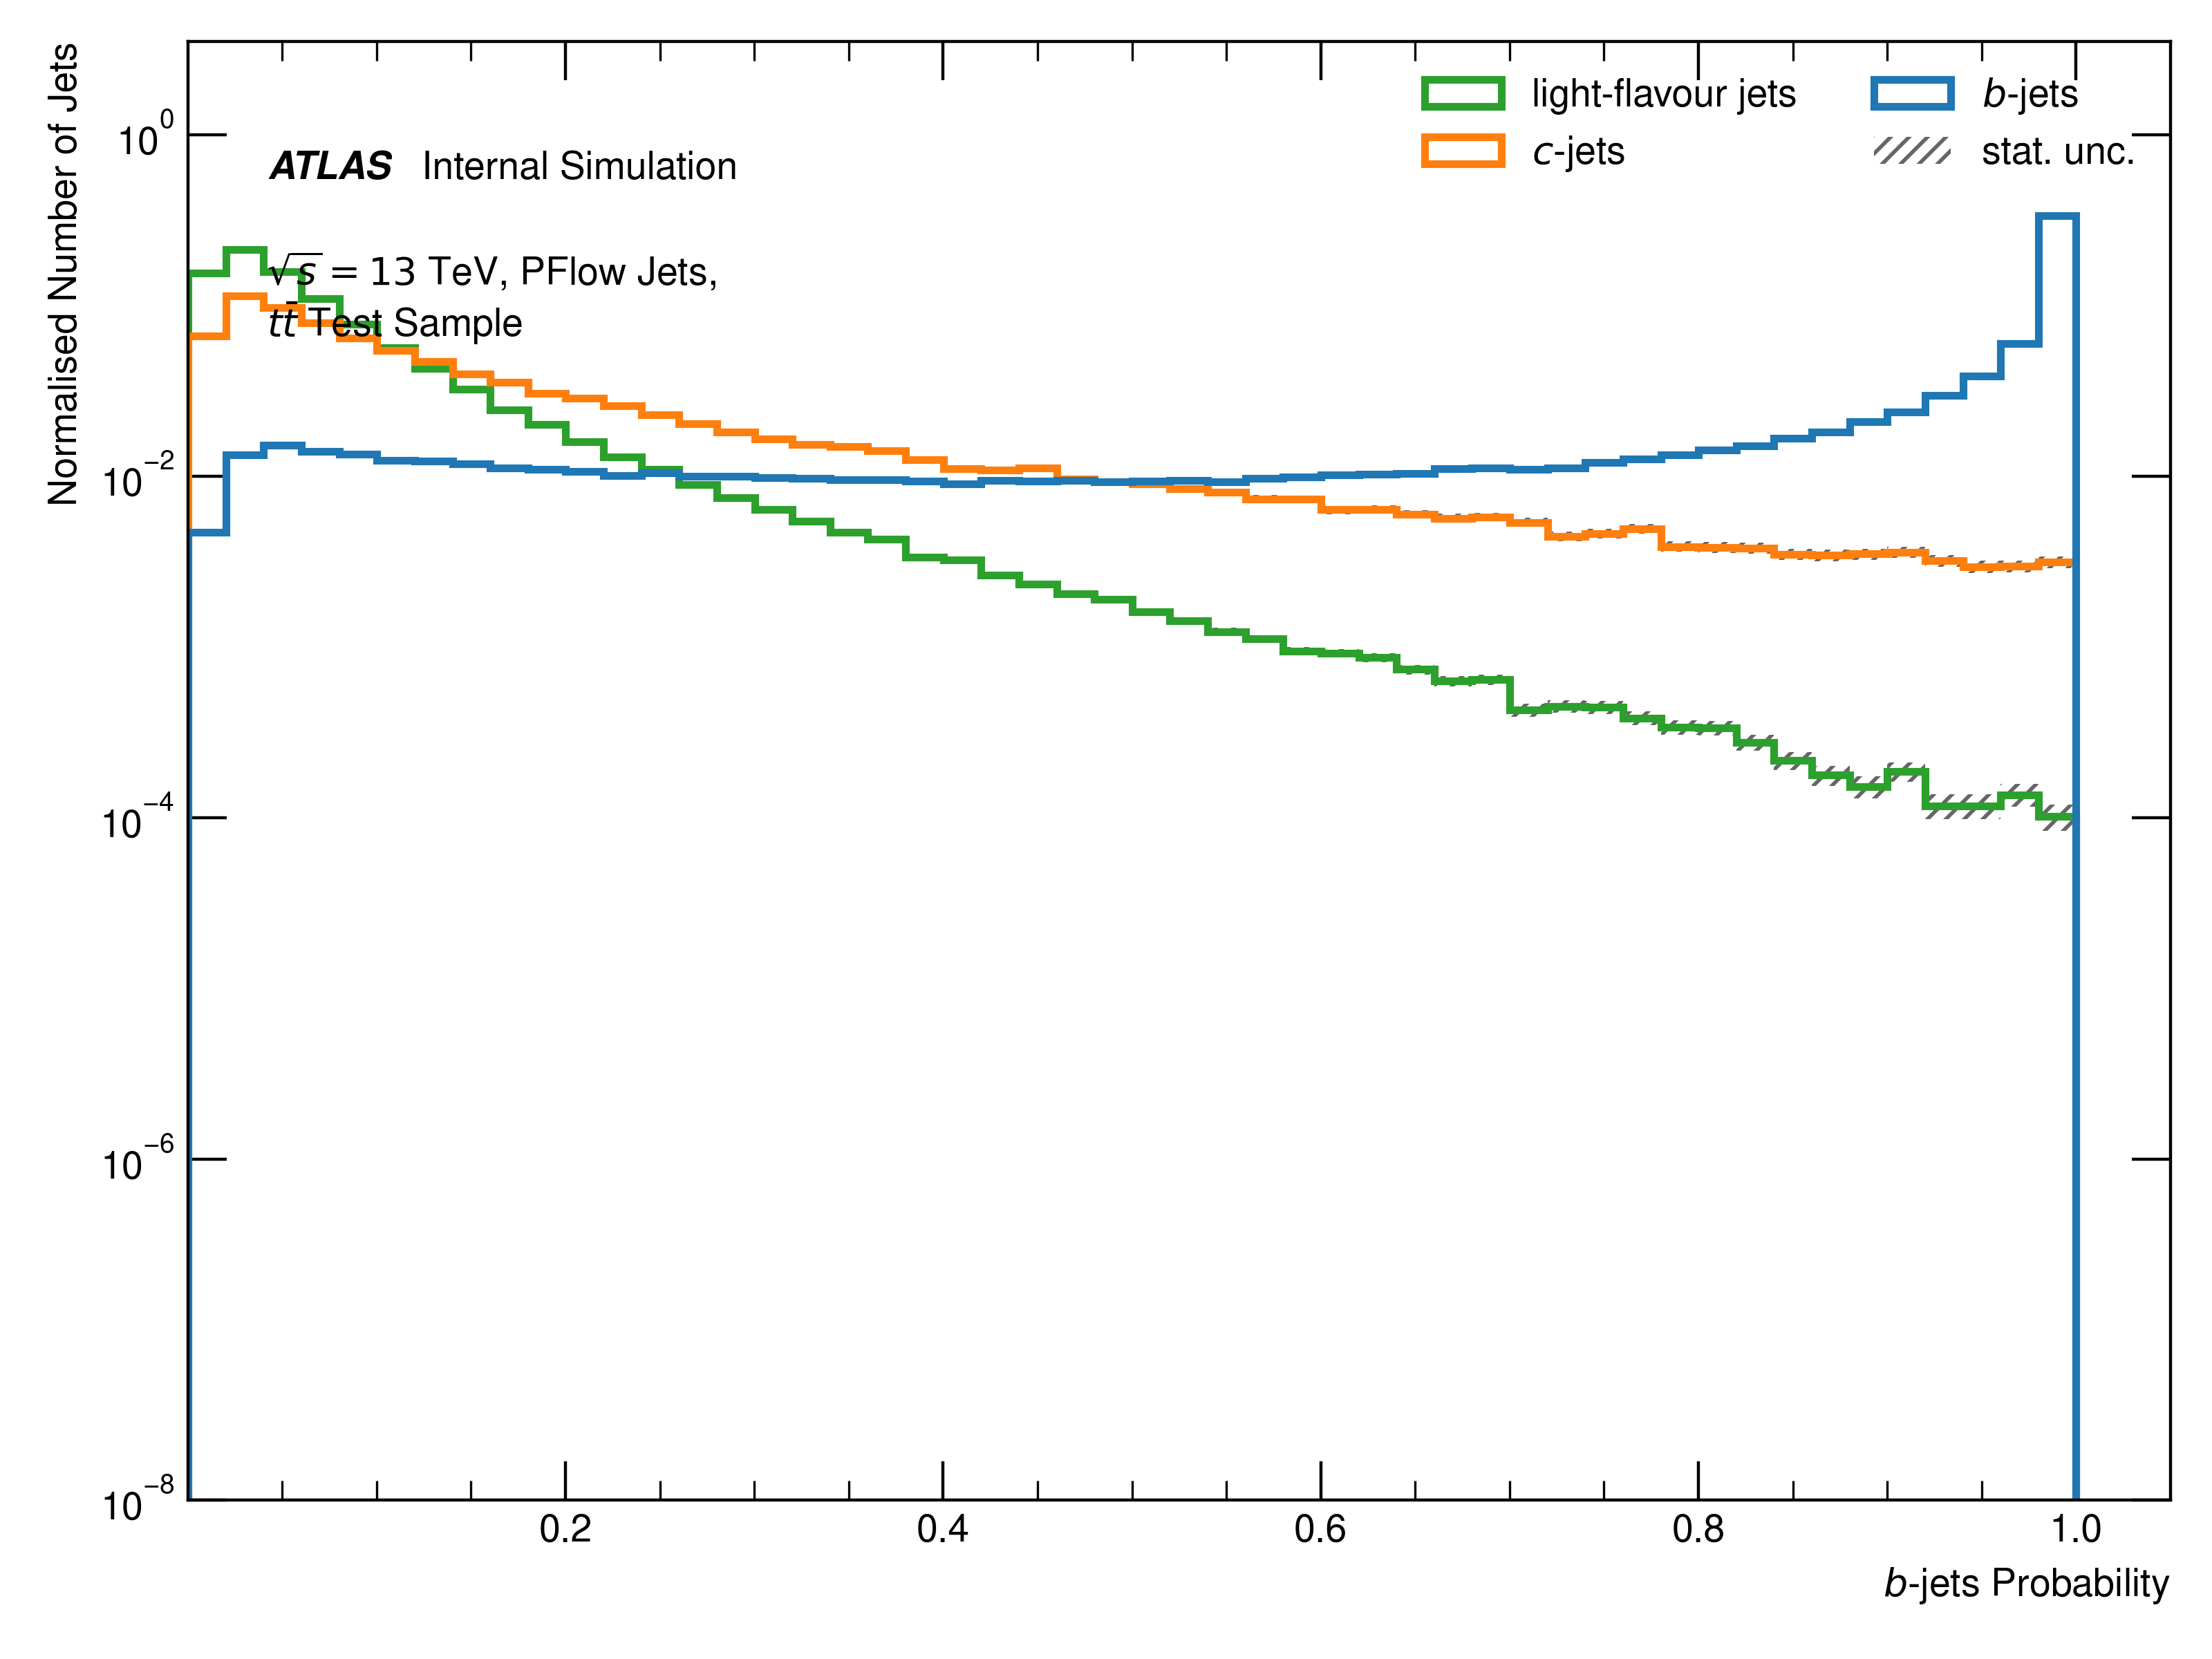 Normalised Number of Jets
light-flavour jets
c-jets
b-jets
stat. unc.
ATLAS Internal Simulation
√s = 13 TeV, PFlow Jets,
tt̄ Test Sample
10⁰
10⁻²
10⁻⁴
10⁻⁶
10⁻⁸
0.2 0.4 0.6 0.8 1.0
b-jets Probability